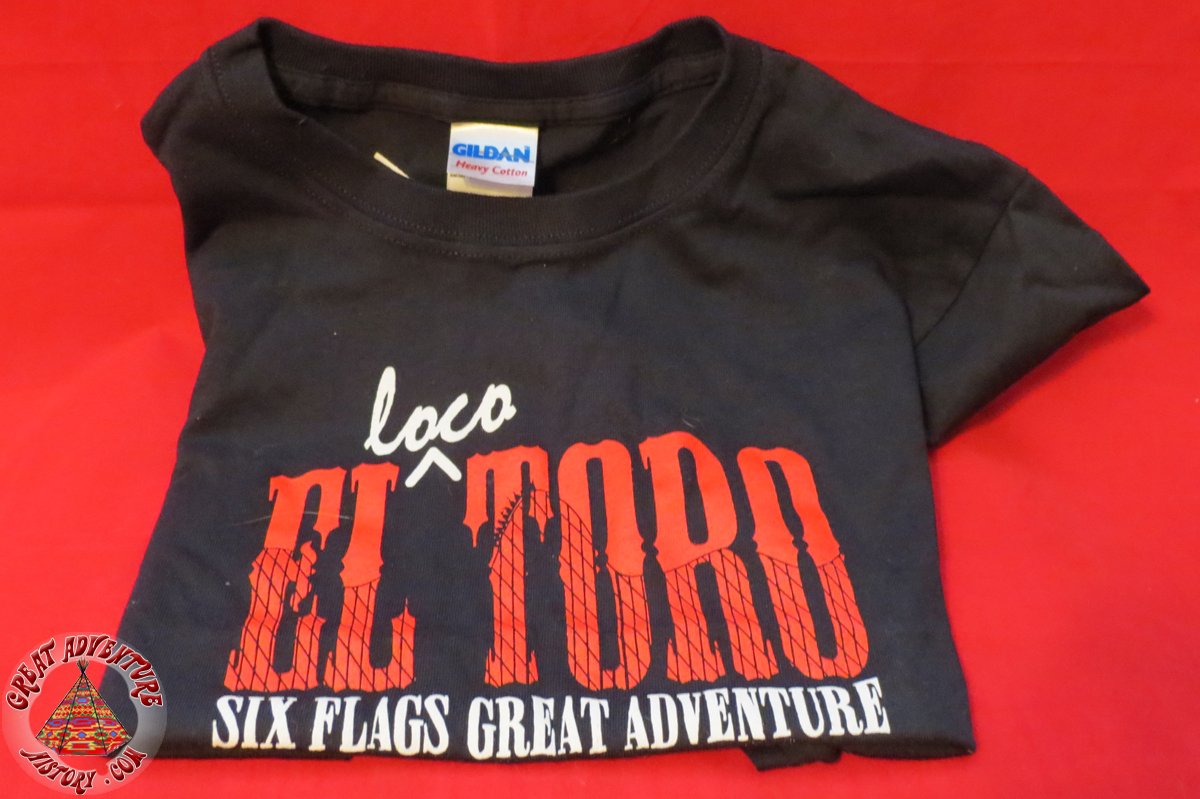 GILDAN
Heavy Cotton
loco
^
EL TORO
SIX FLAGS GREAT ADVENTURE
GREAT ADVENTURE
HISTORY.COM